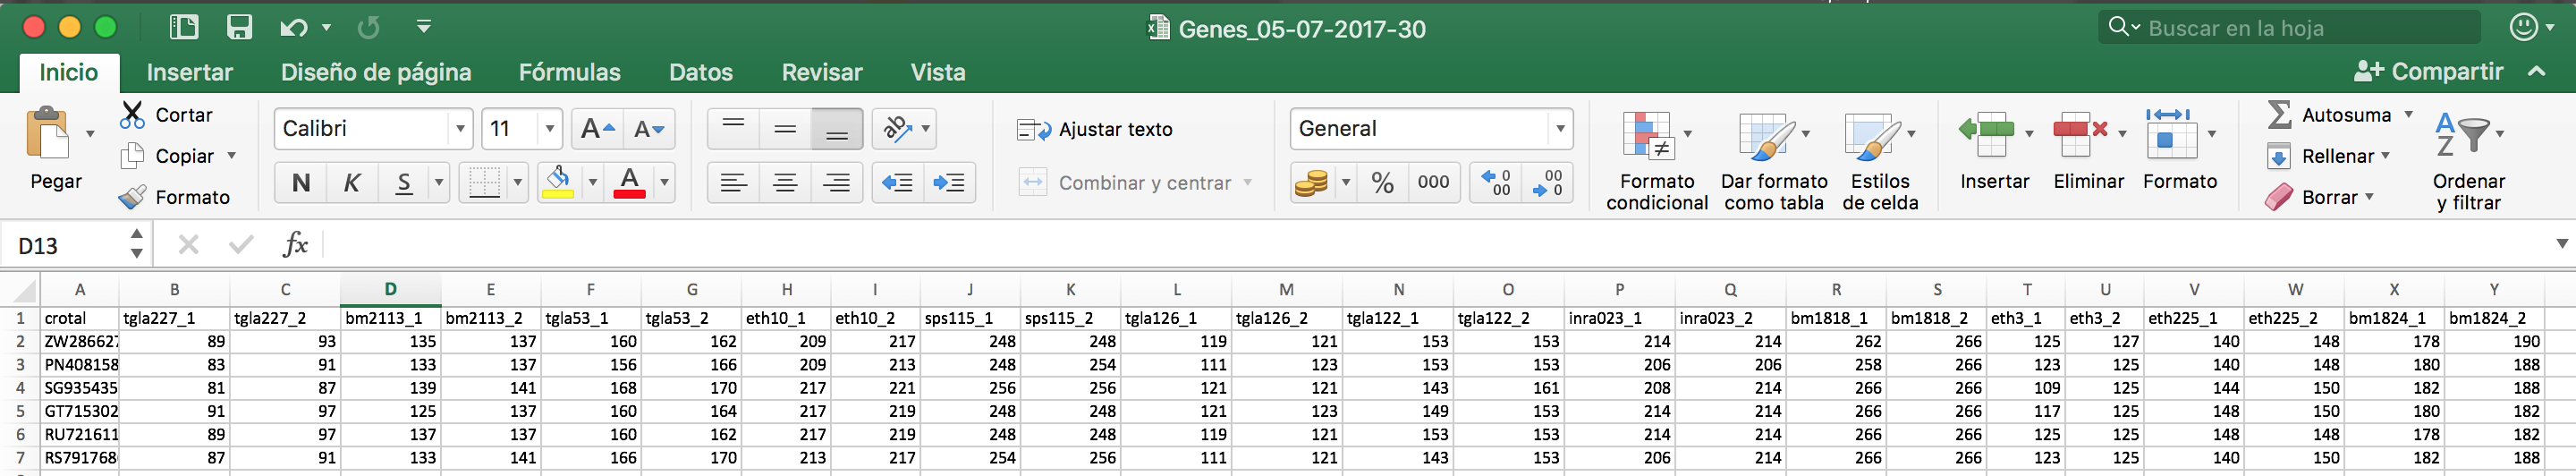 Genes_05-07-2017-30
Buscar en la hoja
Inicio Insertar Diseño de página Fórmulas Datos Revisar Vista Compartir
Pegar
Cortar
Copiar
Formato
Calibri 11 A A
N K S A
ab
Ajustar texto
Combinar y centrar
General
% 000 0 00 00 0
Formato condicional
Dar formato como tabla
Estilos de celda
Insertar
Eliminar
Formato
Autosuma
Rellenar
Borrar
A Z
Ordenar y filtrar
D13 fx
A B C D E F G H I J K L M N O P Q R S T U V W X Y
1 crotal tgla227_1 tgla227_2 bm2113_1 bm2113_2 tgla53_1 tgla53_2 eth10_1 eth10_2 sps115_1 sps115_2 tgla126_1 tgla126_2 tgla122_1 tgla122_2 inra023_1 inra023_2 bm1818_1 bm1818_2 eth3_1 eth3_2 eth225_1 eth225_2 bm1824_1 bm1824_2
2 ZW286627 89 93 135 137 160 162 209 217 248 248 119 121 153 153 214 214 262 266 125 127 140 148 178 190
3 PN408158 83 91 133 137 156 166 209 213 248 254 111 123 153 153 206 206 258 266 123 125 140 148 180 188
4 SG935435 81 87 139 141 168 170 217 221 256 256 121 121 143 161 208 214 266 266 109 125 144 150 182 188
5 GT715302 91 97 125 137 160 164 217 219 248 248 121 123 149 153 214 214 266 266 117 125 148 150 180 182
6 RU721611 89 97 137 137 160 162 217 219 248 248 119 121 153 153 214 214 266 266 125 125 148 148 178 182
7 RS791768 87 91 133 141 166 170 213 217 254 256 111 121 143 153 206 214 266 266 123 125 140 150 182 188